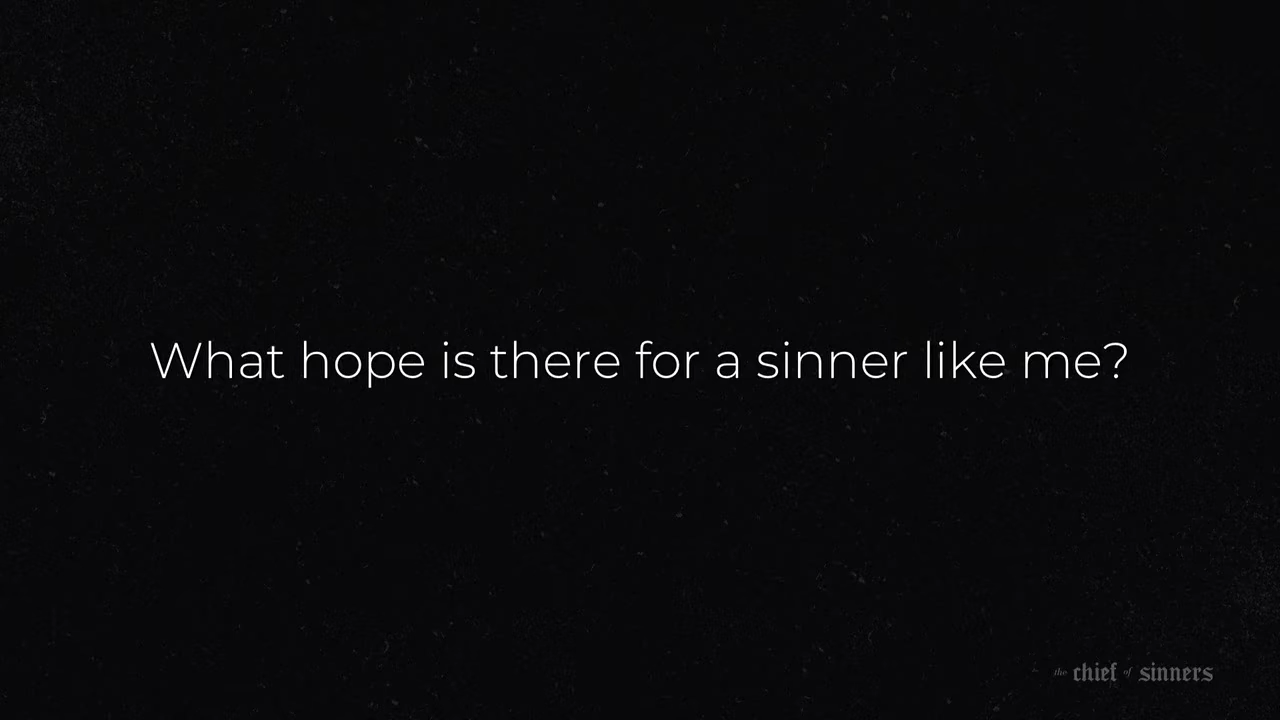 What hope is there for a sinner like me?
the chief of sinners